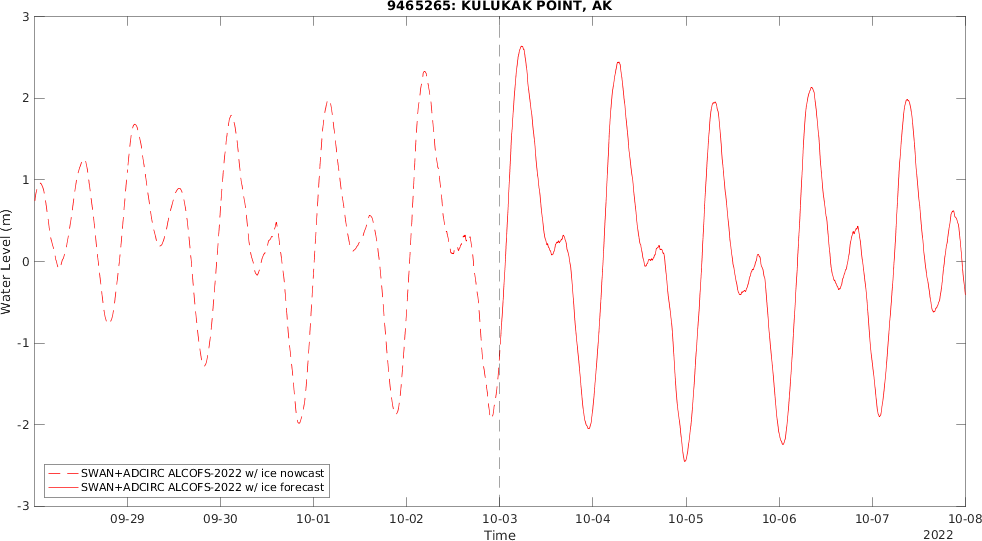 9465265: KULUKAK POINT, AK
3
2
1
0
-1
-2
-3
Water Level (m)
SWAN+ADCIRC ALCOFS-2022 w/ ice nowcast
SWAN+ADCIRC ALCOFS-2022 w/ ice forecast
09-29 09-30 10-01 10-02 10-03 10-04 10-05 10-06 10-07 10-08
Time
2022